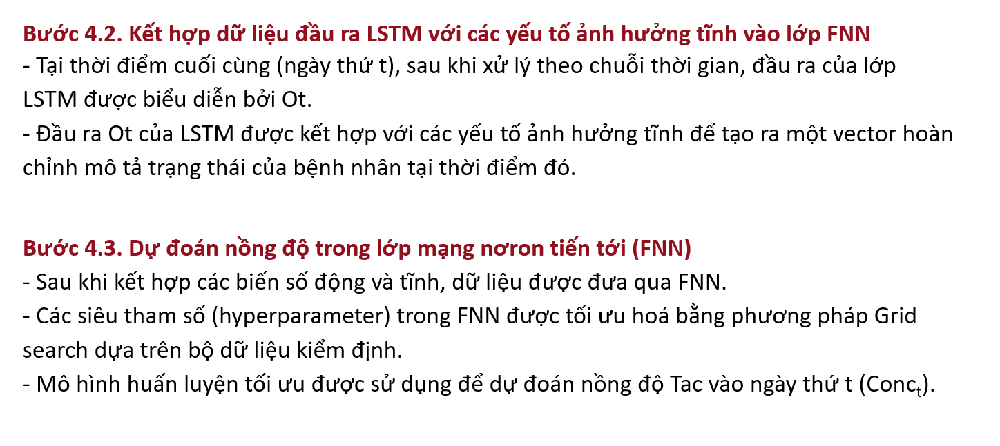 Bước 4.2. Kết hợp dữ liệu đầu ra LSTM với các yếu tố ảnh hưởng tĩnh vào lớp FNN
- Tại thời điểm cuối cùng (ngày thứ t), sau khi xử lý theo chuỗi thời gian, đầu ra của lớp
LSTM được biểu diễn bởi Ot.
- Đầu ra Ot của LSTM được kết hợp với các yếu tố ảnh hưởng tĩnh để tạo ra một vector hoàn
chỉnh mô tả trạng thái của bệnh nhân tại thời điểm đó.
Bước 4.3. Dự đoán nồng độ trong lớp mạng nơron tiến tới (FNN)
- Sau khi kết hợp các biến số động và tĩnh, dữ liệu được đưa qua FNN.
- Các siêu tham số (hyperparameter) trong FNN được tối ưu hoá bằng phương pháp Grid
search dựa trên bộ dữ liệu kiểm định.
- Mô hình huấn luyện tối ưu được sử dụng để dự đoán nồng độ Tac vào ngày thứ t (Conc_t).